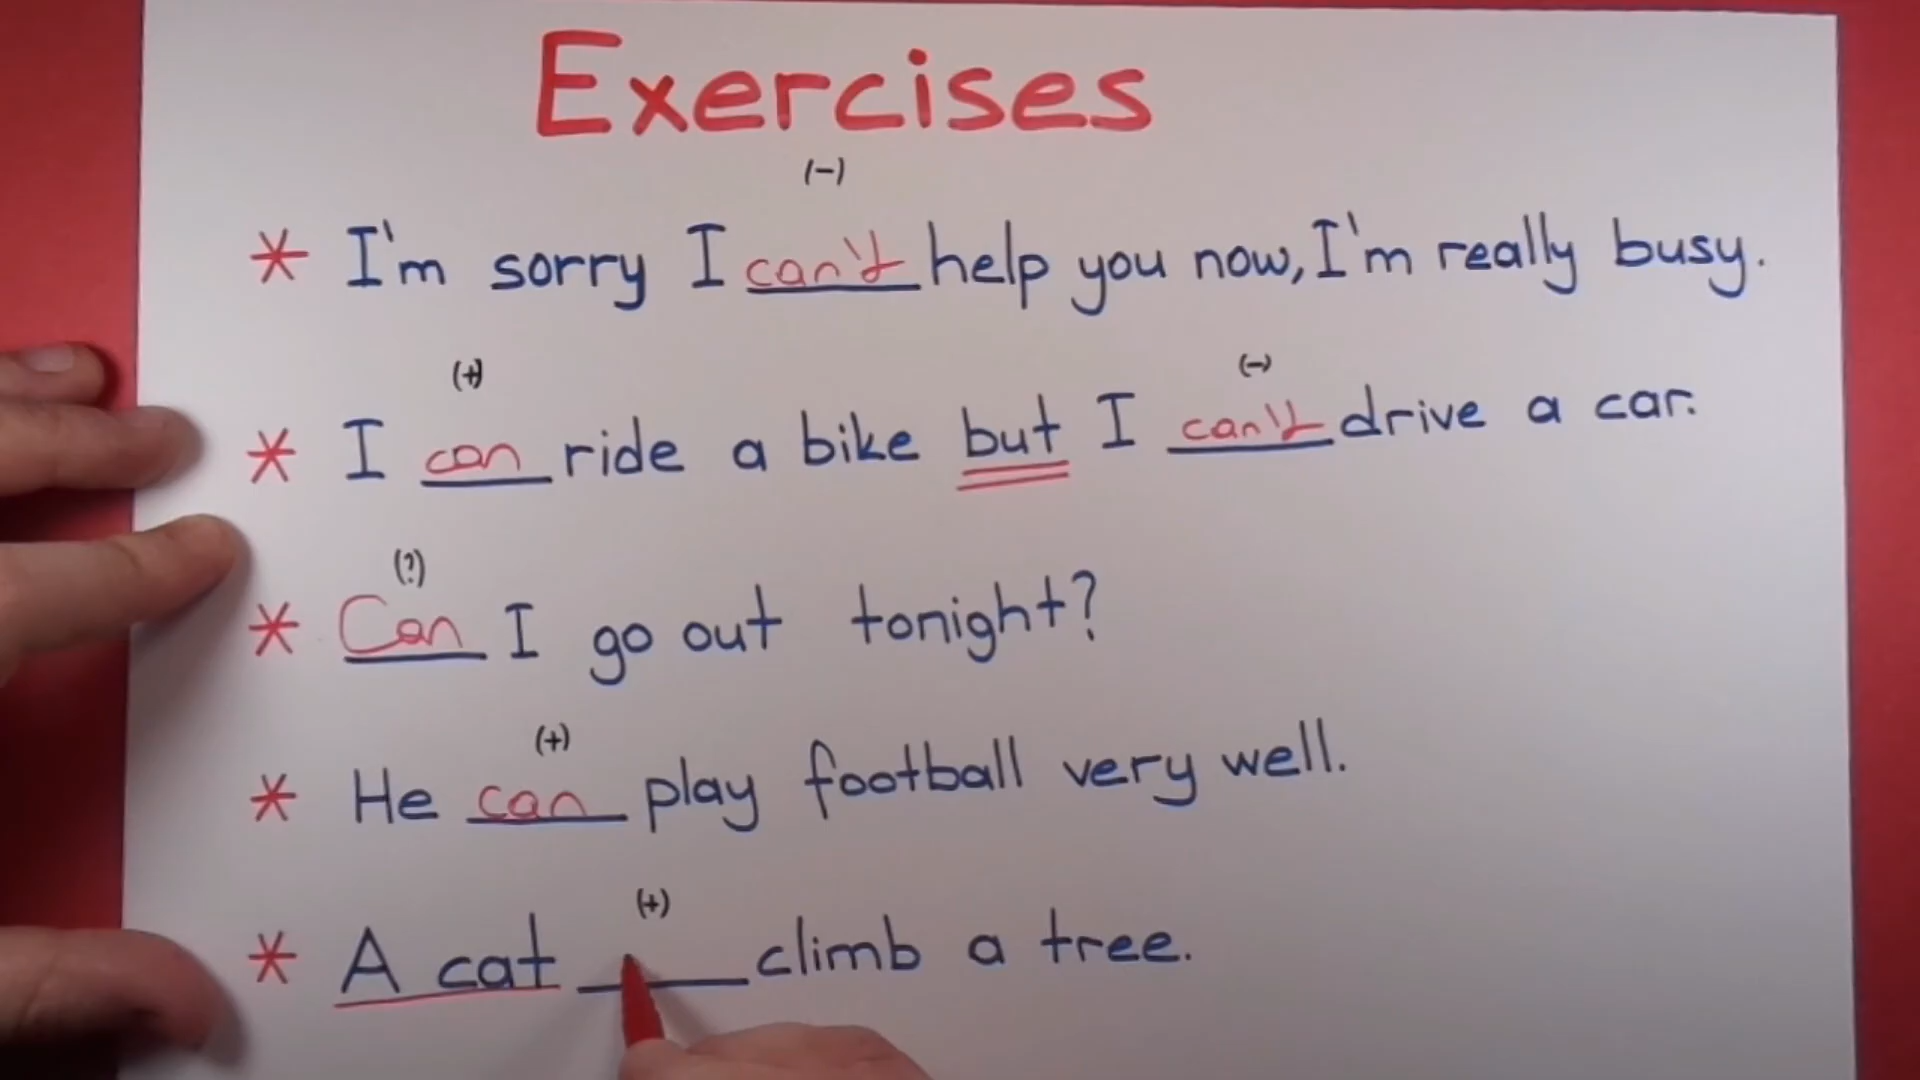 Exercises
(-)
* I'm sorry I can't help you now, I'm really busy.
(+) (-)
* I can ride a bike but I can't drive a car.
(?)
* Can I go out tonight?
(+)
* He can play football very well.
(+)
* A cat ____ climb a tree.